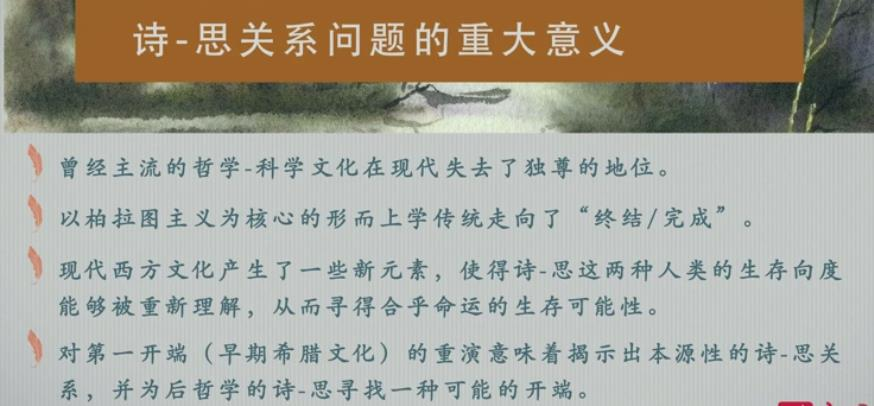 诗-思关系问题的重大意义
曾经主流的哲学-科学文化在现代失去了独尊的地位。
以柏拉图主义为核心的形而上学传统走向了“终结/完成”。
现代西方文化产生了一些新元素，使得诗-思这两种人类的生存向度
能够被重新理解，从而寻得合乎命运的生存可能性。
对第一开端（早期希腊文化）的重演意味着揭示出本源性的诗-思关
系，并为后哲学的诗-思寻找一种可能的开端。